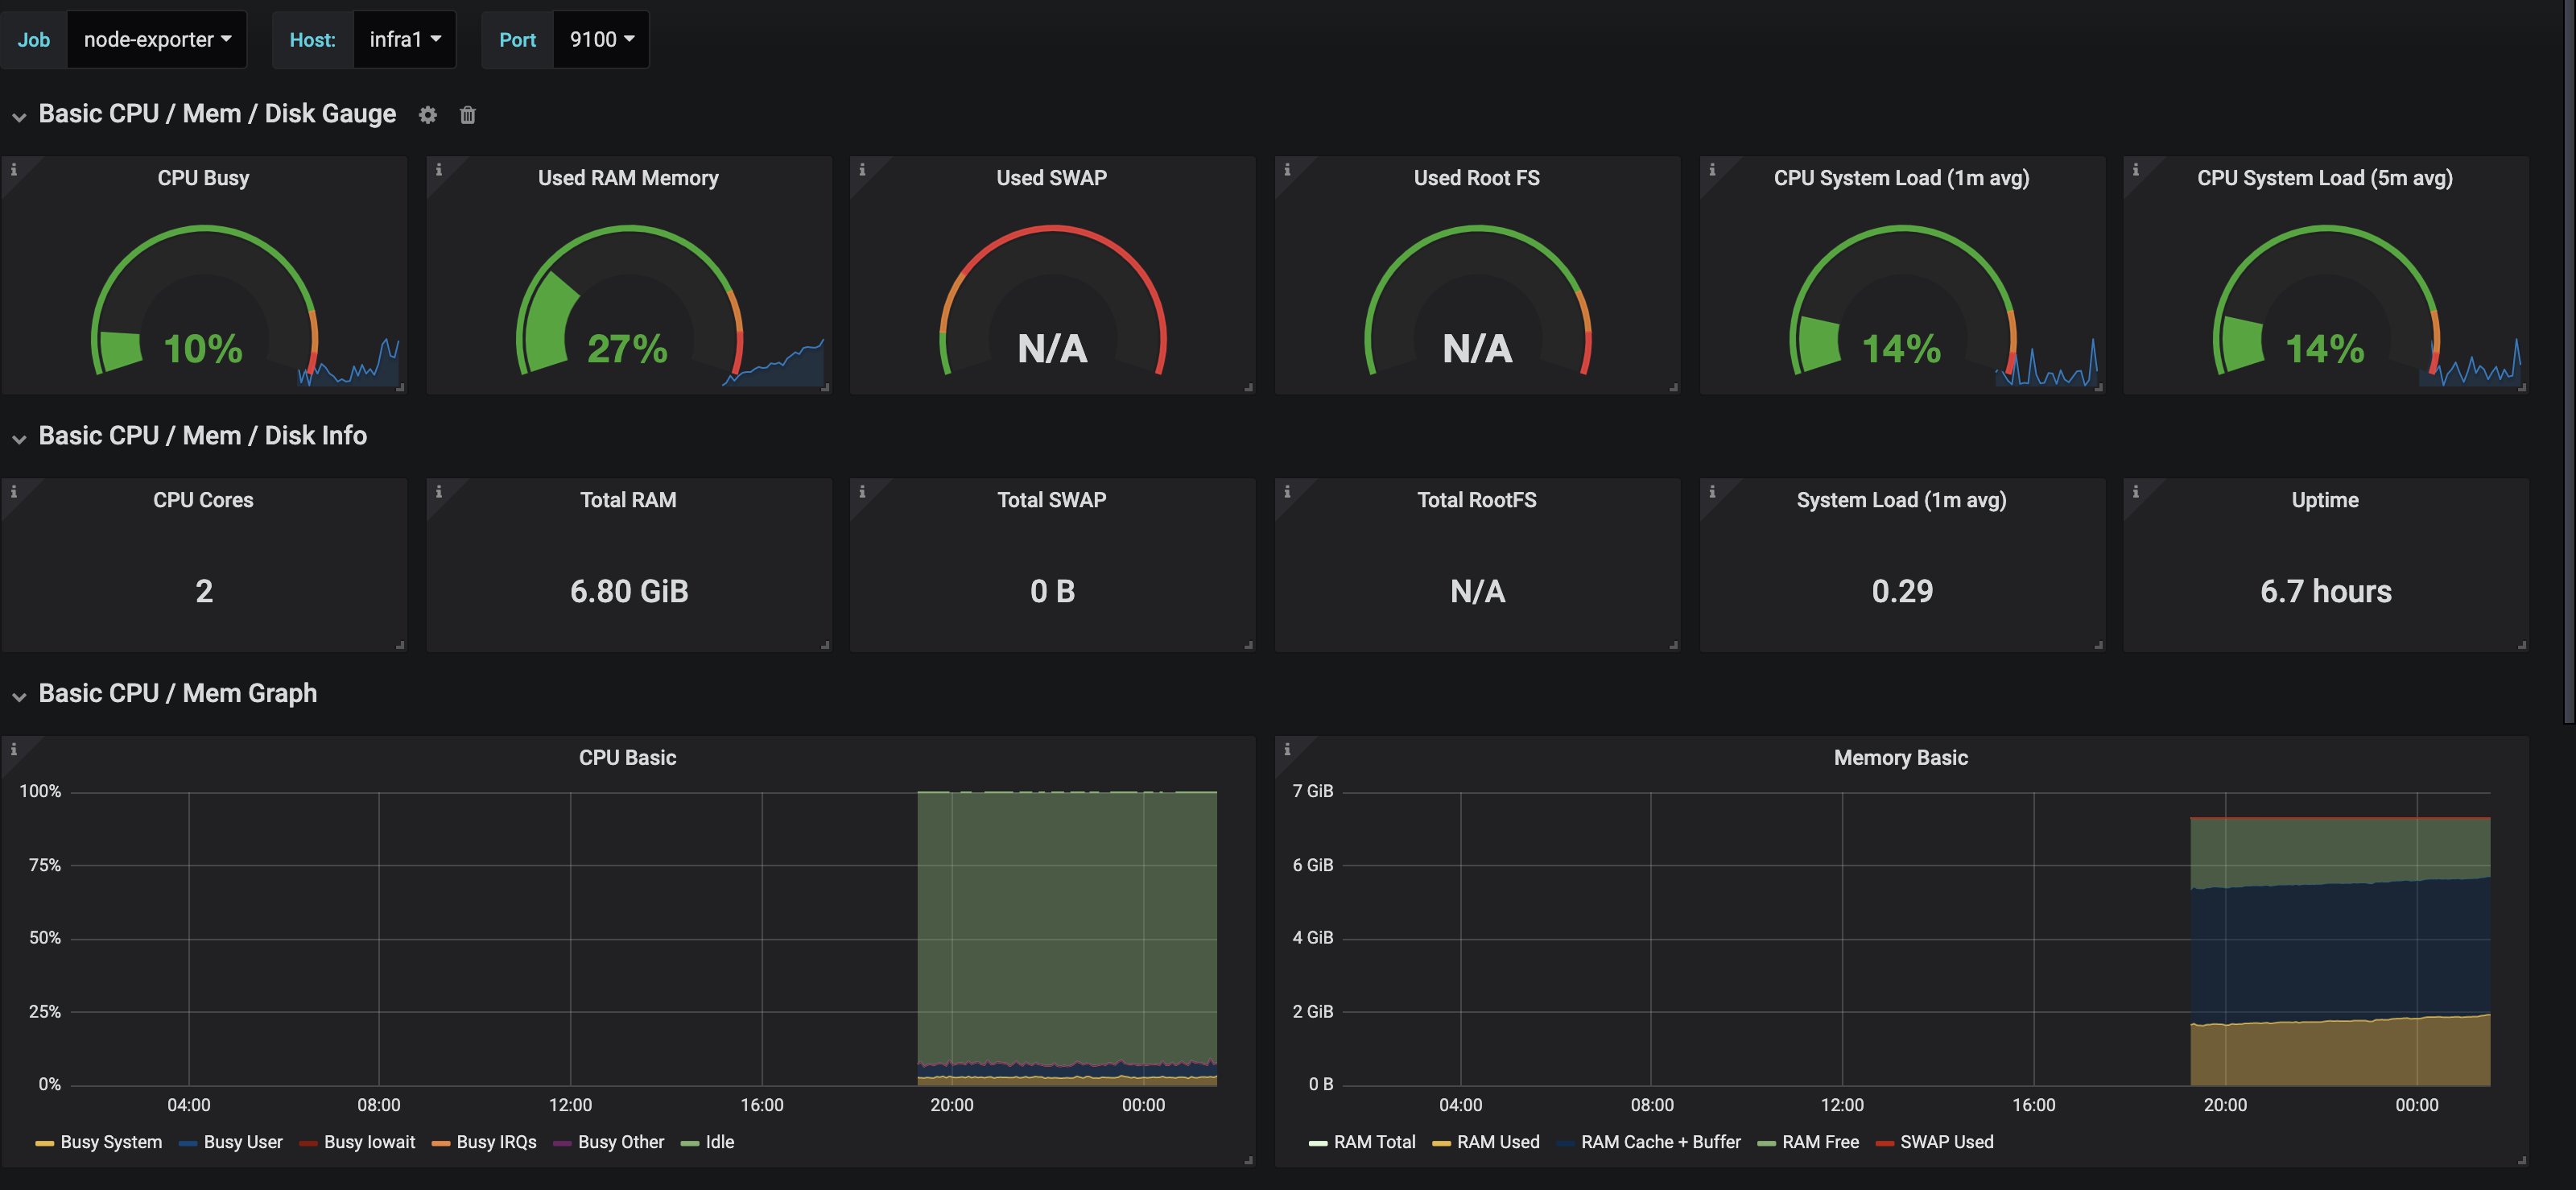 Job node-exporter Host: infra1 Port 9100
Basic CPU / Mem / Disk Gauge
CPU Busy
10%
Used RAM Memory
27%
Used SWAP
N/A
Used Root FS
N/A
CPU System Load (1m avg)
14%
CPU System Load (5m avg)
14%
Basic CPU / Mem / Disk Info
CPU Cores
2
Total RAM
6.80 GiB
Total SWAP
0 B
Total RootFS
N/A
System Load (1m avg)
0.29
Uptime
6.7 hours
Basic CPU / Mem Graph
CPU Basic
100%
75%
50%
25%
0%
04:00 08:00 12:00 16:00 20:00 00:00
Busy System Busy User Busy Iowait Busy IRQs Busy Other Idle
Memory Basic
7 GiB
6 GiB
4 GiB
2 GiB
0 B
04:00 08:00 12:00 16:00 20:00 00:00
RAM Total RAM Used RAM Cache + Buffer RAM Free SWAP Used